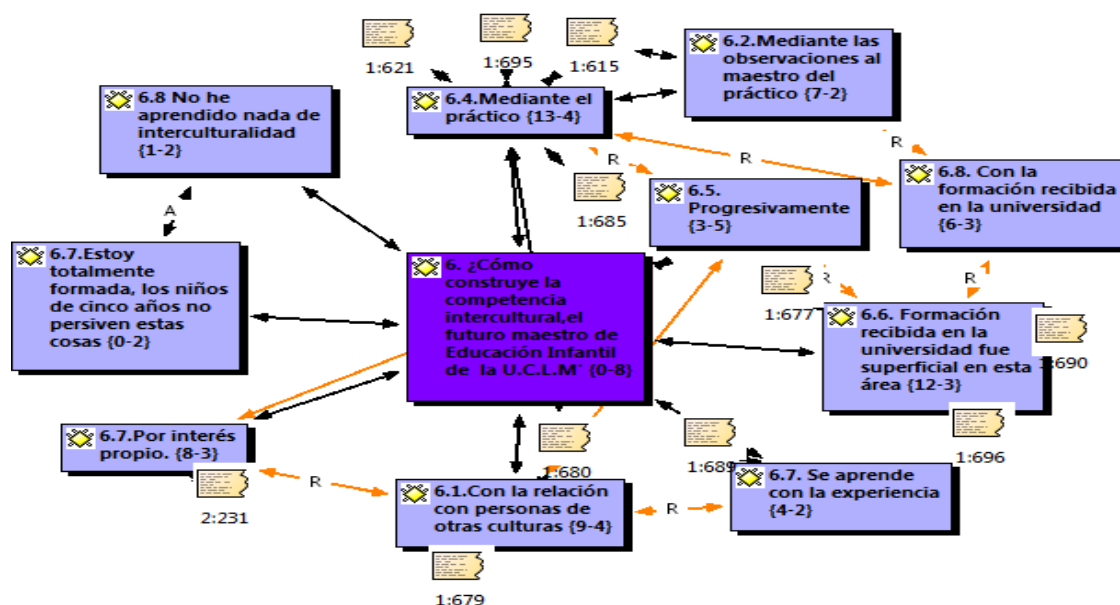 1:621
1:695
1:615
6.2.Mediante las
observaciones al
maestro del
práctico {7-2}
6.8 No he
aprendido nada de
interculturalidad
{1-2}
6.4.Mediante el
práctico {13-4}
R
R
R
6.8. Con la
formación recibida
en la universidad
{6-3}
1:685
6.5.
Progresivamente
{3-5}
A
6.7.Estoy
totalmente
formada, los niños
de cinco años no
persiven estas
cosas {0-2}
6. ¿Cómo
construye la
competencia
intercultural,el
futuro maestro de
Educación Infantil
de la U.C.L.M´ {0-8}
1:677
R
R
6.6. Formación
recibida en la
universidad fue
superficial en esta
área {12-3}
1:690
6.7.Por interés
propio. {8-3}
1:680
1:689
1:696
2:231
R
6.1.Con la relación
con personas de
otras culturas {9-4}
R
6.7. Se aprende
con la experiencia
{4-2}
1:679